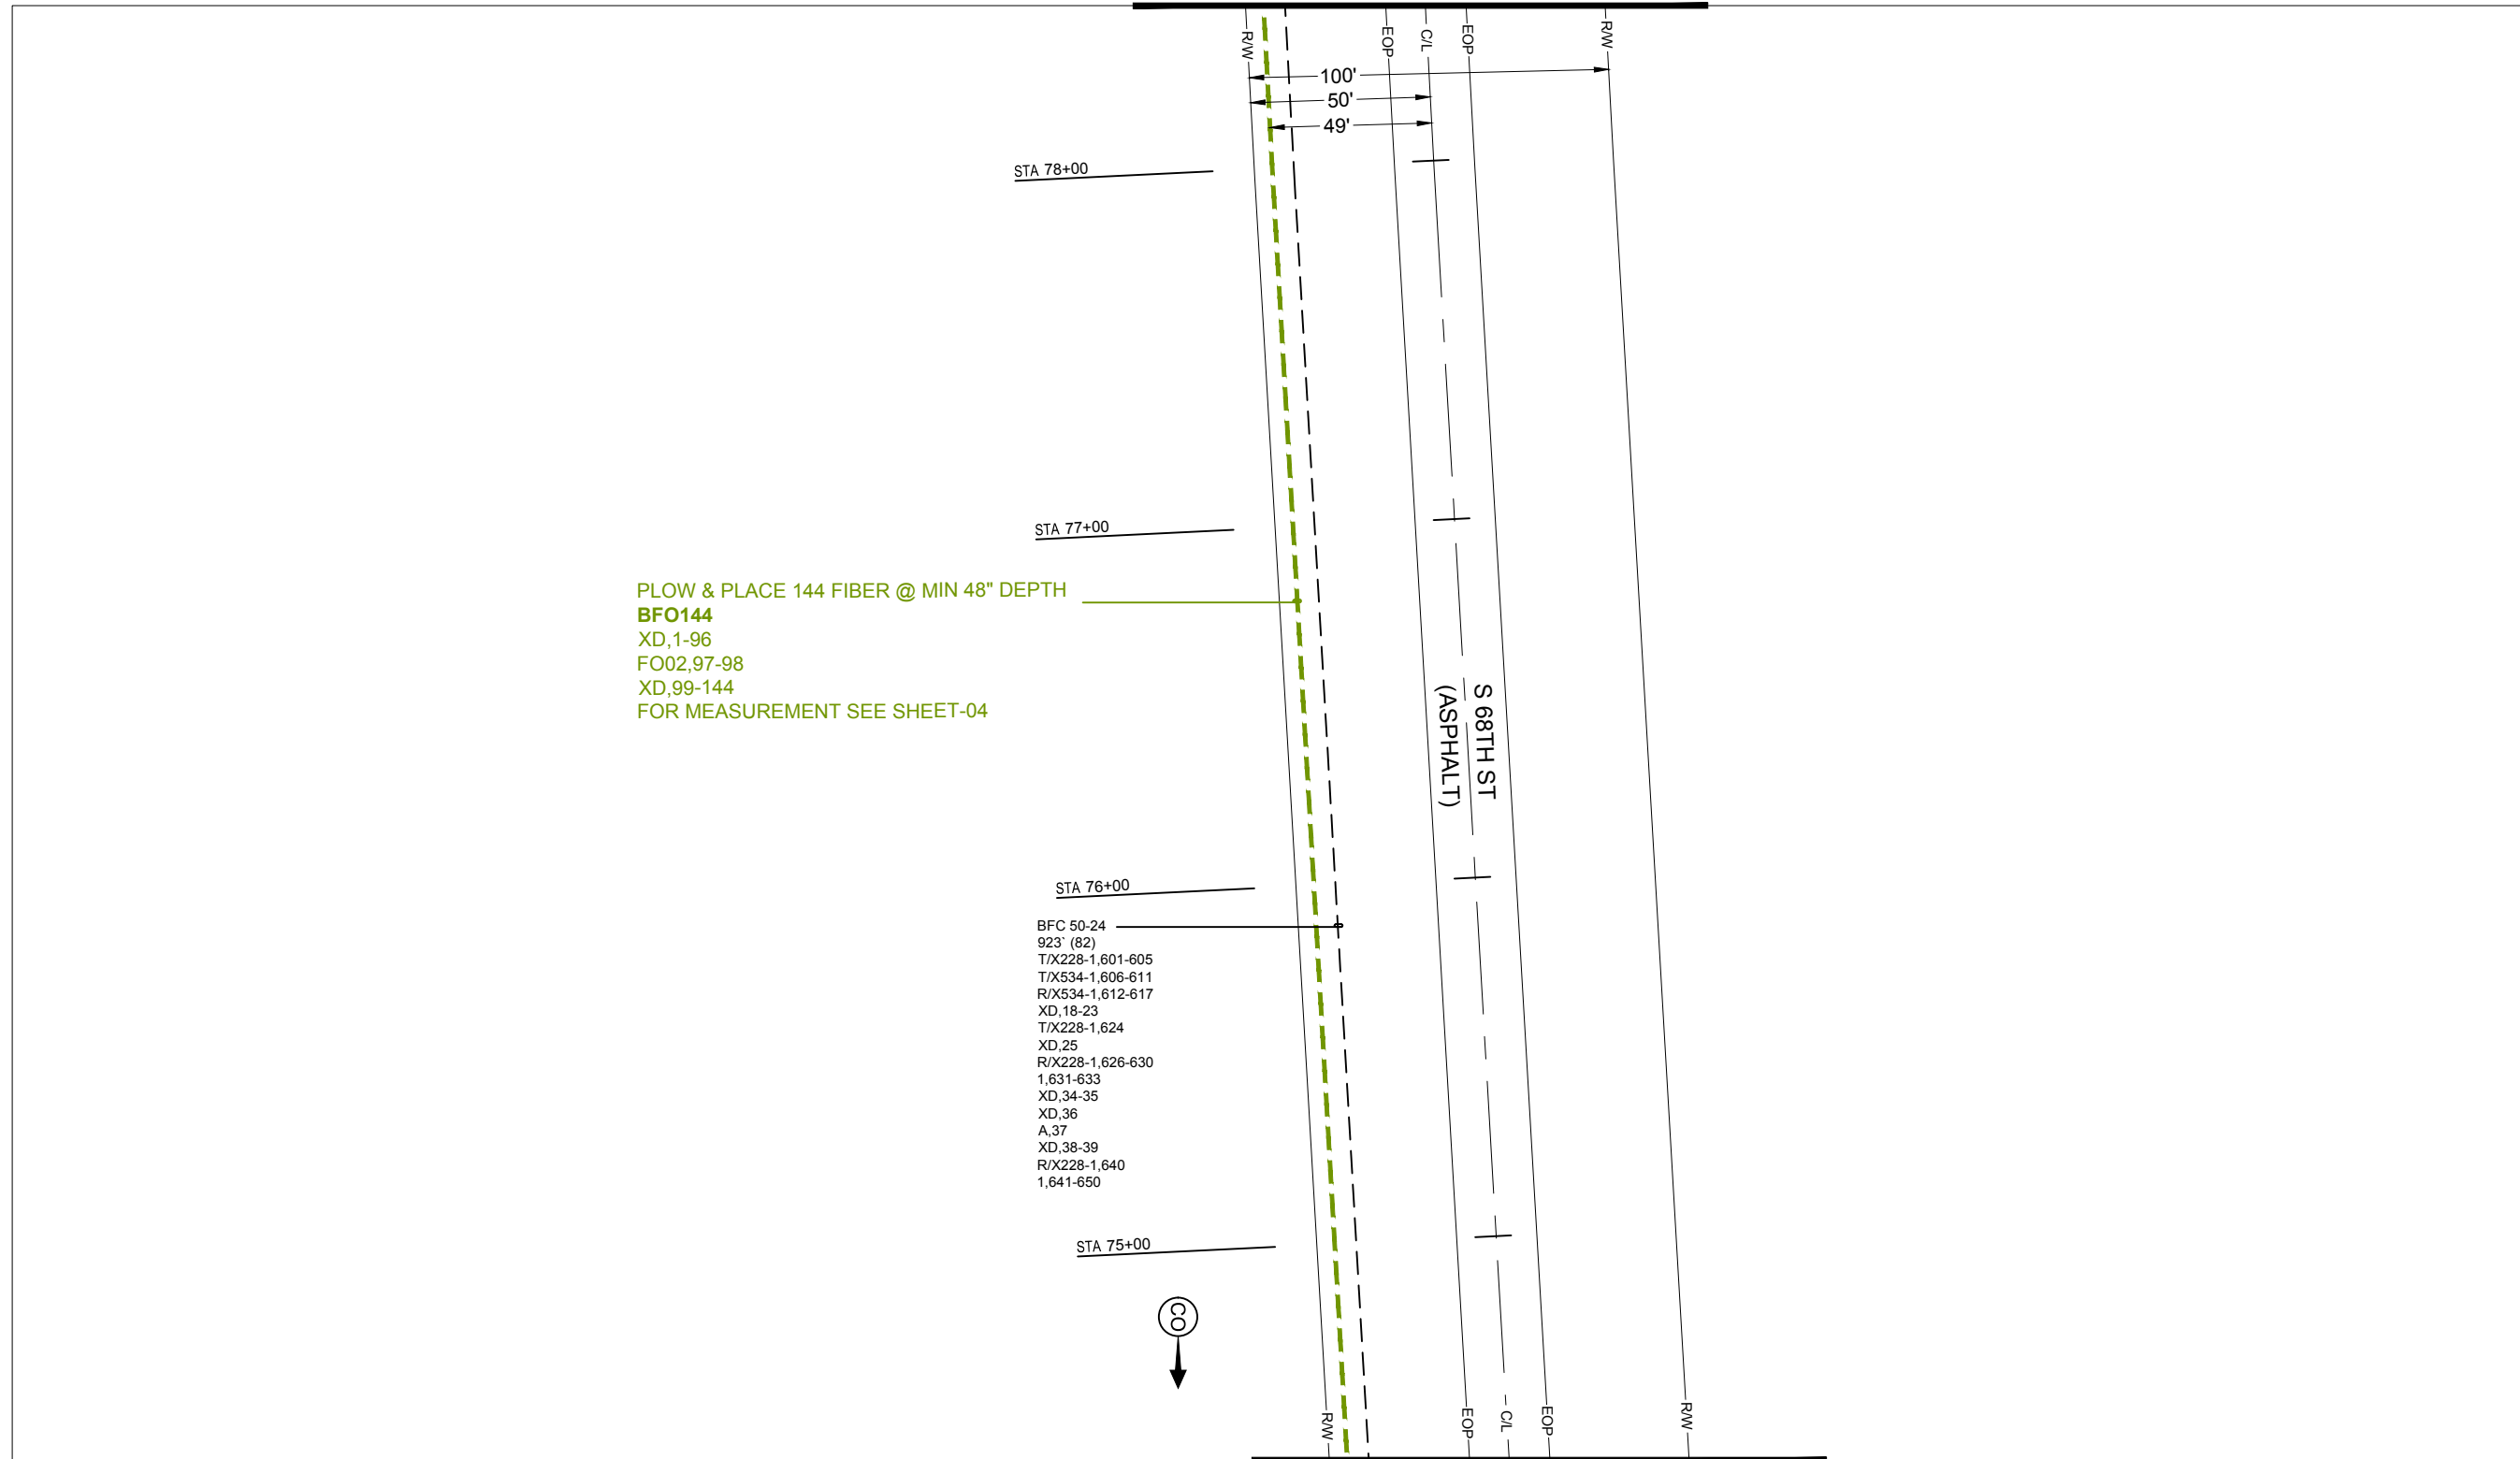 R/W
EOP
C/L
EOP
R/W
100'
50'
49'
STA 78+00
STA 77+00
PLOW & PLACE 144 FIBER @ MIN 48" DEPTH
BFO144
XD,1-96
FO02,97-98
XD,99-144
FOR MEASUREMENT SEE SHEET-04
S 68TH ST
(ASPHALT)
STA 76+00
BFC 50-24
923` (82)
T/X228-1,601-605
T/X534-1,606-611
R/X534-1,612-617
XD,18-23
T/X228-1,624
XD,25
R/X228-1,626-630
1,631-633
XD,34-35
XD,36
A,37
XD,38-39
R/X228-1,640
1,641-650
STA 75+00
CO
R/W
EOP
C/L
EOP
R/W